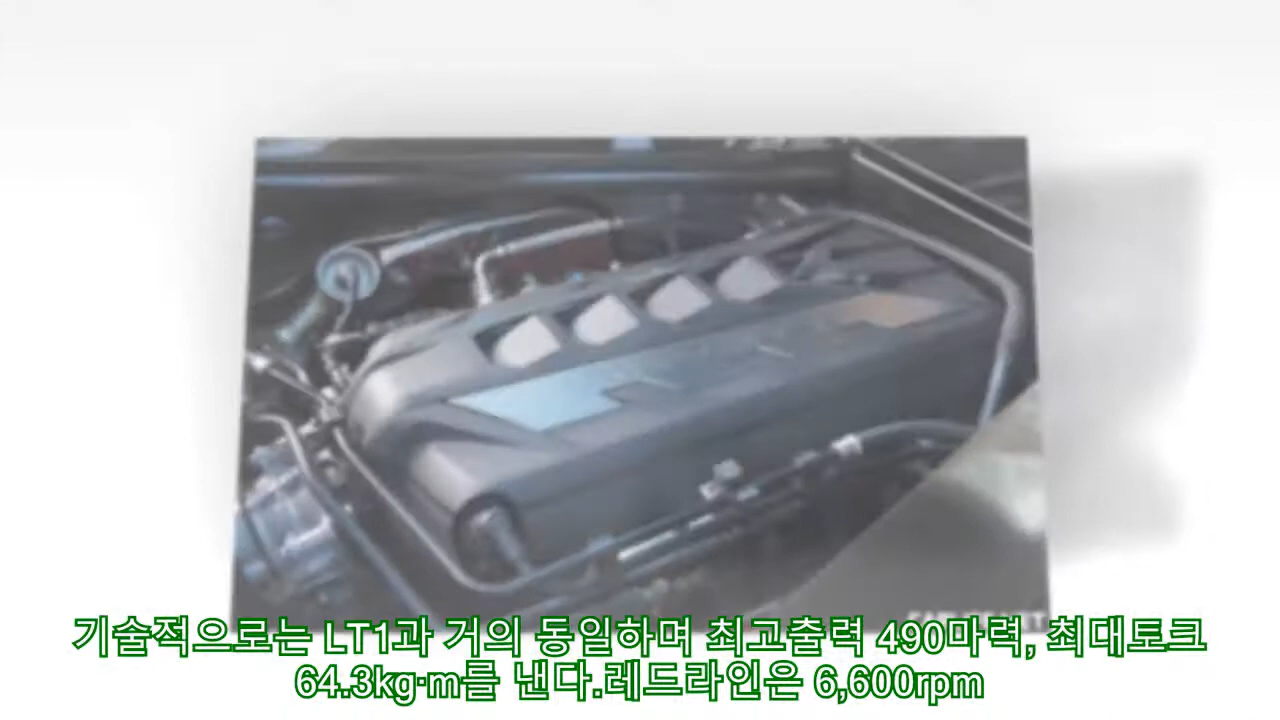 기술적으로는 LT1과 거의 동일하며 최고출력 490마력, 최대토크
64.3kg·m를 낸다.레드라인은 6,600rpm